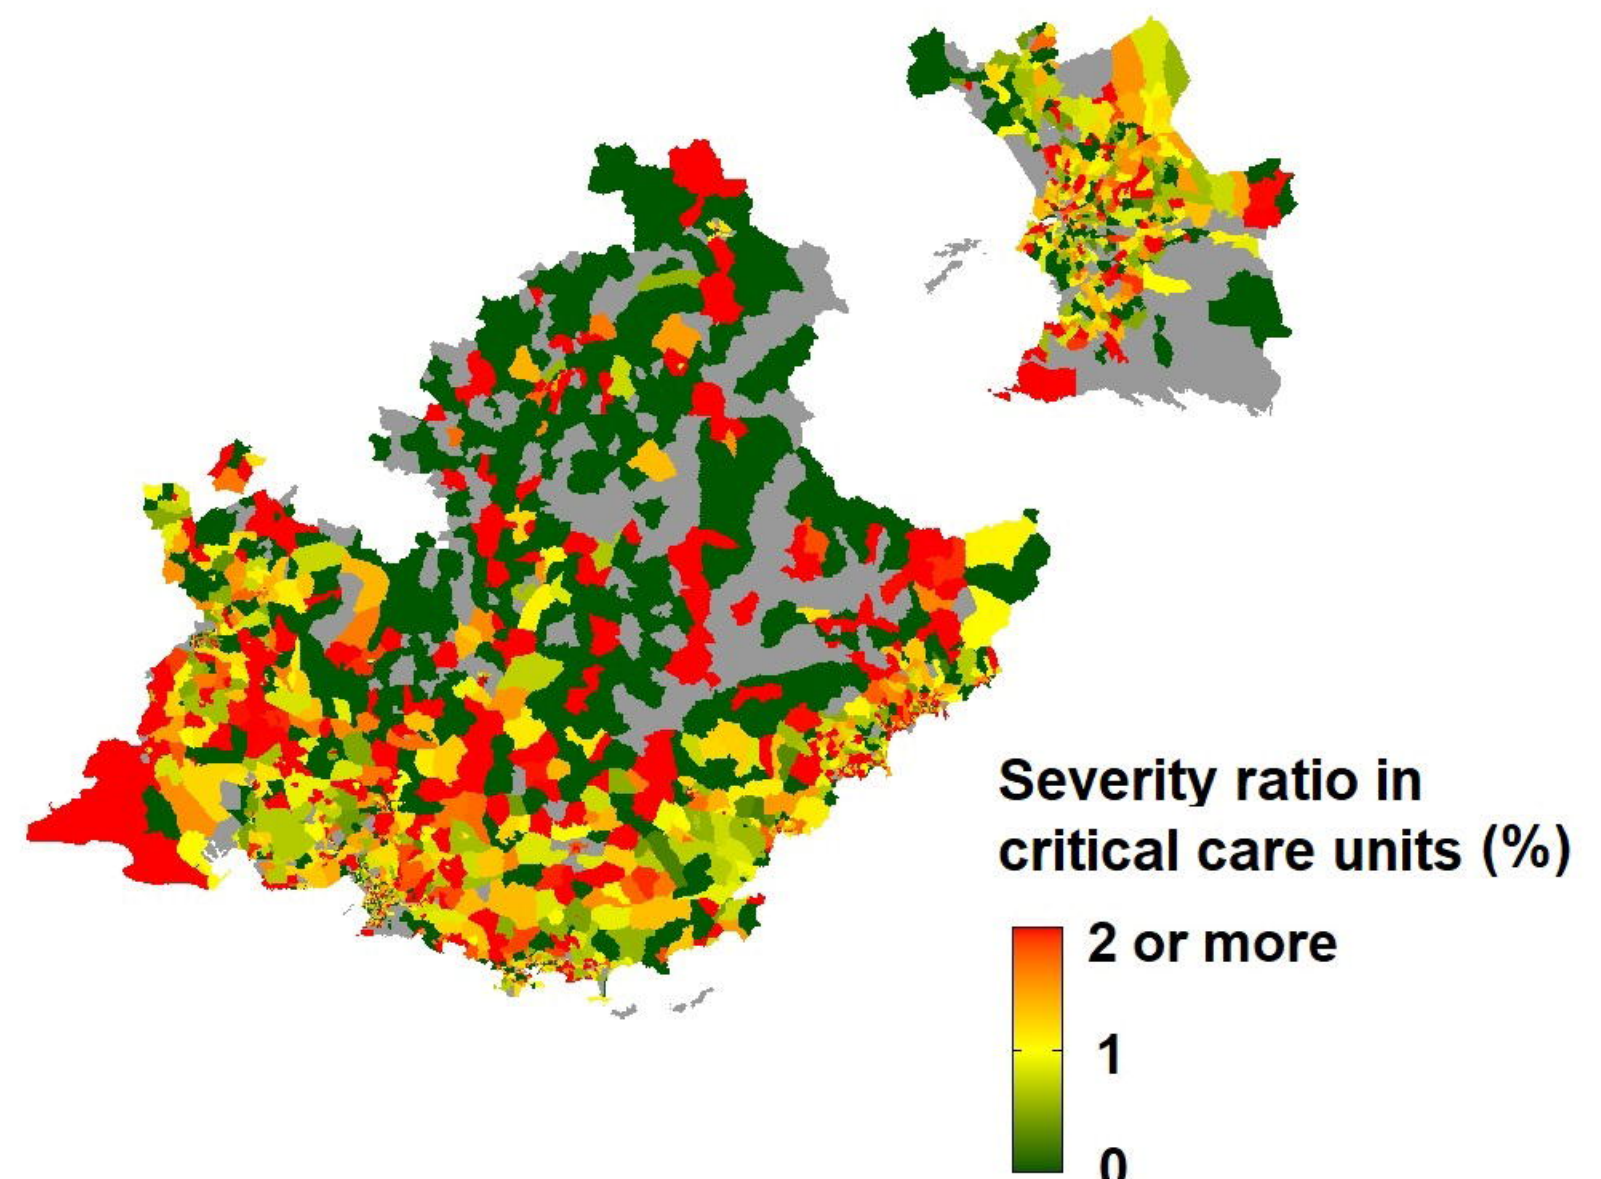 Severity ratio in
critical care units (%)
2 or more
1
0